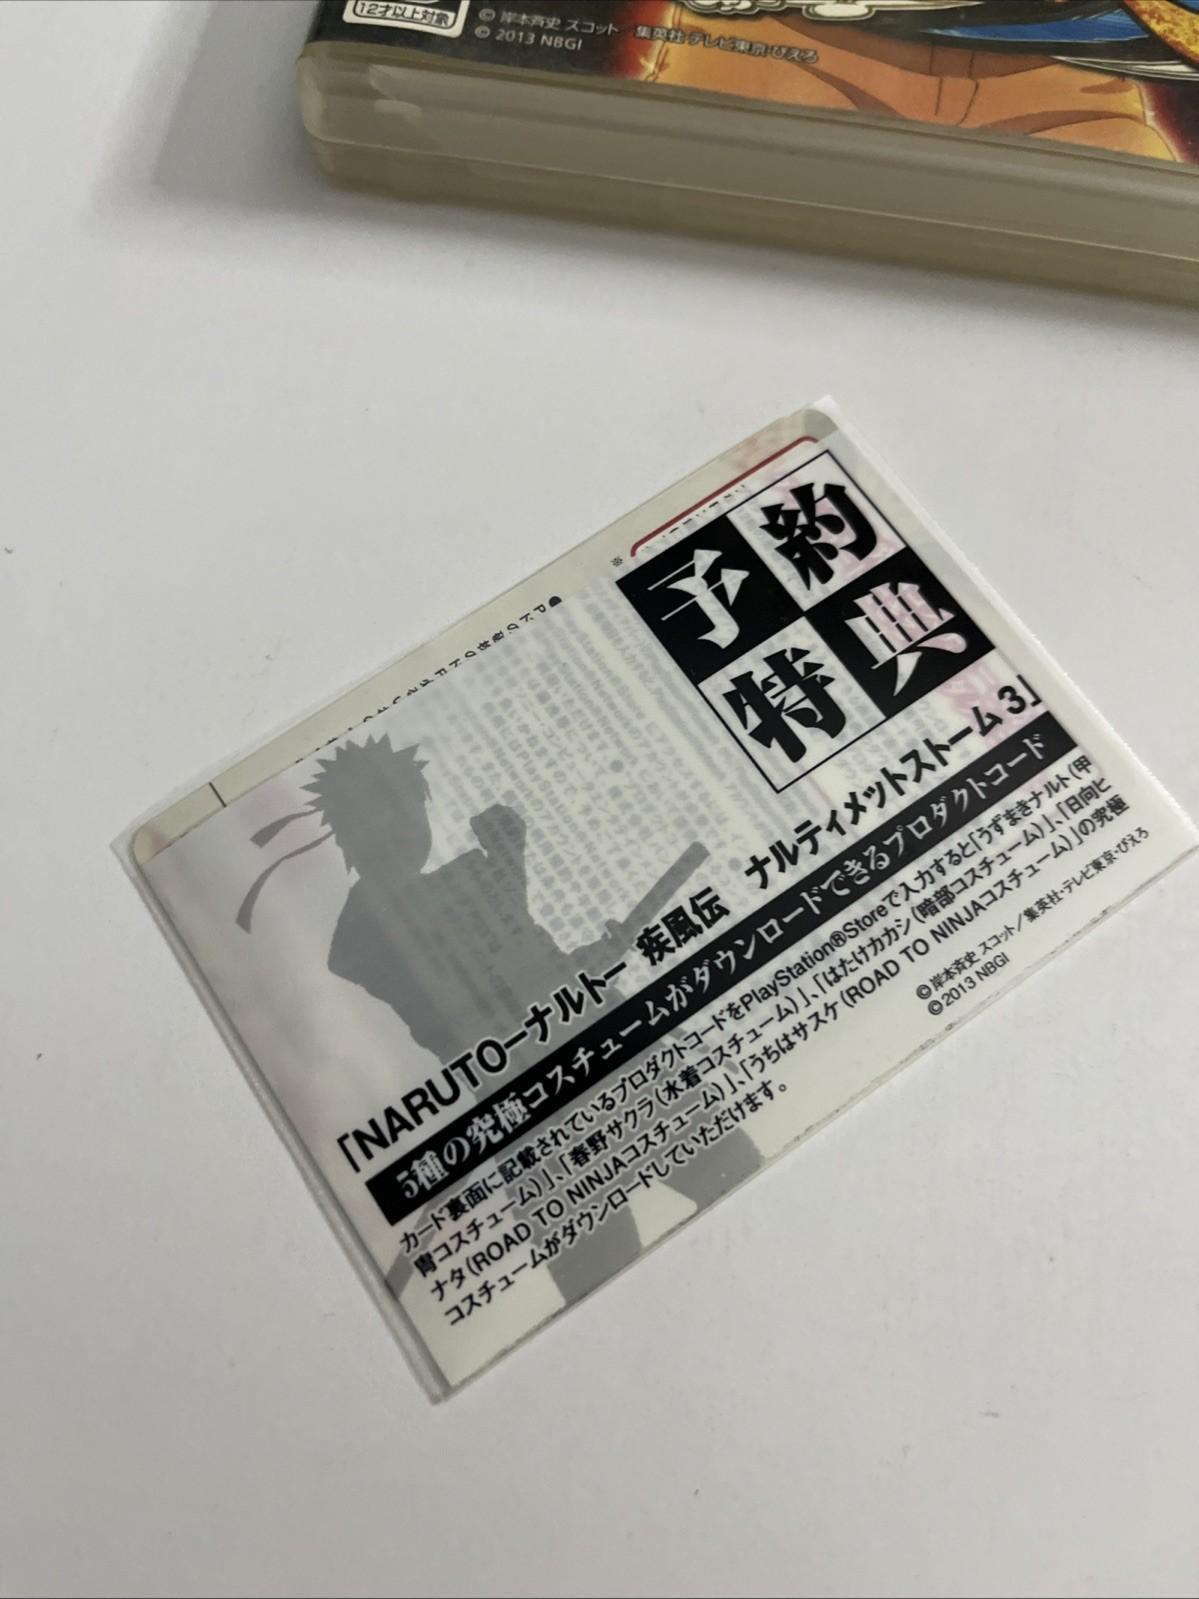 12才以上対象
© 岸本斉史 スコット 集英社・テレビ東京・ぴえろ
© 2013 NBGI
予約
特典
「NARUTO−ナルト− 疾風伝 ナルティメットストーム3」
5種の究極コスチュームがダウンロードできるプロダクトコード
カード裏面に記載されているプロダクトコードをPlayStation®Storeで入力すると「うずまきナルト(甲
冑コスチューム)」、「春野サクラ(水着コスチューム)」、「はたけカカシ(暗部コスチューム)」、「日向ヒ
ナタ(ROAD TO NINJAコスチューム)」、「うちはサスケ(ROAD TO NINJAコスチューム)」の究極
コスチュームがダウンロードしていただけます。
©岸本斉史 スコット/集英社・テレビ東京・ぴえろ
©2013 NBGI